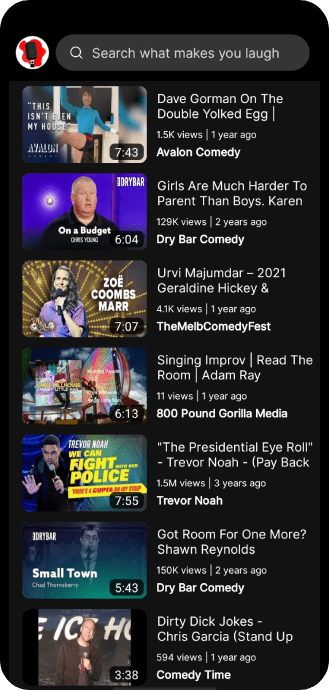 Search what makes you laugh
"THIS
ISN'T EVEN
MY HOUSE"
AVALON
7:43
Dave Gorman On The
Double Yolked Egg |
1.5K views | 1 year ago
Avalon Comedy
DRYBAR
On a Budget
CHRIS YOUNG
6:04
Girls Are Much Harder To
Parent Than Boys. Karen
129K views | 2 years ago
Dry Bar Comedy
ZOË
COOMBS
MARR
7:07
Urvi Majumdar – 2021
Geraldine Hickey &
4.1K views | 1 year ago
TheMelbComedyFest
6:13
Singing Improv | Read The
Room | Adam Ray
11 views | 1 year ago
800 Pound Gorilla Media
TREVOR NOAH
WE CAN
FIGHT WITH OUR
POLICE
THERE'S A GUPTA ON MY STOEP
7:55
"The Presidential Eye Roll"
- Trevor Noah - (Pay Back
1.5M views | 3 years ago
Trevor Noah
DRYBAR
Small Town
Chad Thornsberry
5:43
Got Room For One More?
Shawn Reynolds
150K views | 2 years ago
Dry Bar Comedy
E IC HO
3:38
Dirty Dick Jokes -
Chris Garcia (Stand Up
594 views | 1 year ago
Comedy Time